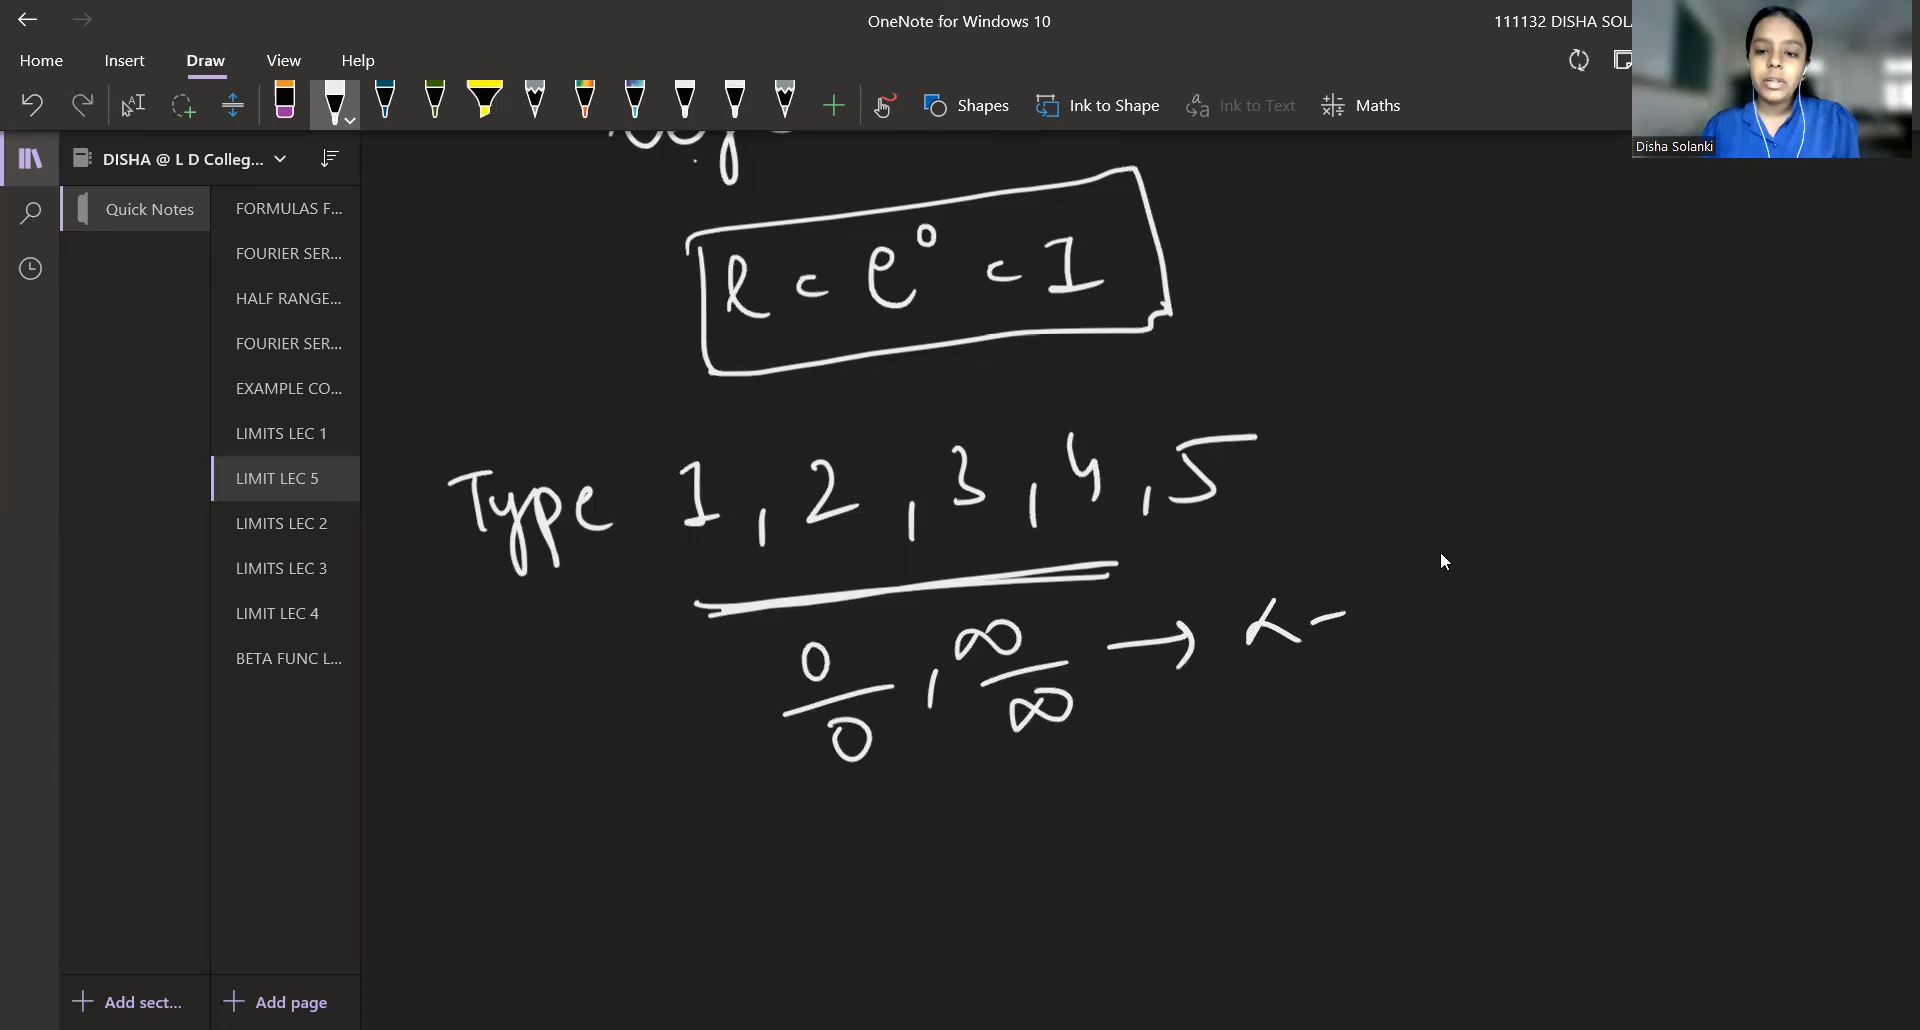 OneNote for Windows 10
111132 DISHA SOL
Home Insert Draw View Help
Shapes Ink to Shape Ink to Text Maths
Disha Solanki
DISHA @ L D Colleg...
Quick Notes
FORMULAS F...
FOURIER SER...
HALF RANGE...
FOURIER SER...
EXAMPLE CO...
LIMITS LEC 1
LIMIT LEC 5
LIMITS LEC 2
LIMITS LEC 3
LIMIT LEC 4
BETA FUNC L...
Add sect...
Add page
log
l = e⁰ = 1
Type 1, 2, 3, 4, 5
0/0, ∞/∞ →